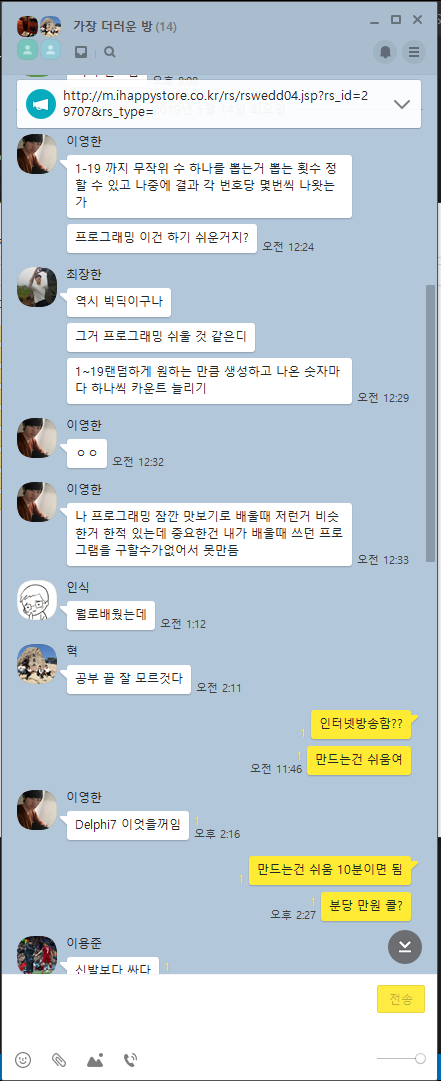 가장 더러운 방 (14)
http://m.ihappystore.co.kr/rs/rswedd04.jsp?rs_id=2
9707&rs_type=
이영한
1-19 까지 무작위 수 하나를 뽑는거 뽑는 횟수 정
할 수 있고 나중에 결과 각 번호당 몇번씩 나왓는
가
프로그래밍 이건 하기 쉬운거지?
오전 12:24
최장한
역시 빅딕이구나
그거 프로그래밍 쉬울 것 같은디
1~19랜덤하게 원하는 만큼 생성하고 나온 숫자마
다 하나씩 카운트 늘리기
오전 12:29
이영한
ㅇㅇ
오전 12:32
이영한
나 프로그래밍 잠깐 맛보기로 배울때 저런거 비슷
한거 한적 있는데 중요한건 내가 배울때 쓰던 프로
그램을 구할수가없어서 못만듬
오전 12:33
인식
뭘로배웠는데
오전 1:12
혁
공부 끝 잘 모르것다
오전 2:11
인터넷방송함??
1
만드는건 쉬움여
1
오전 11:46
이영한
Delphi7 이엇을꺼임
1
오후 2:16
만드는건 쉬움 10분이면 됨
1
분당 만원 콜?
1
오후 2:27
이용준
신발보다 싸다
1
전송